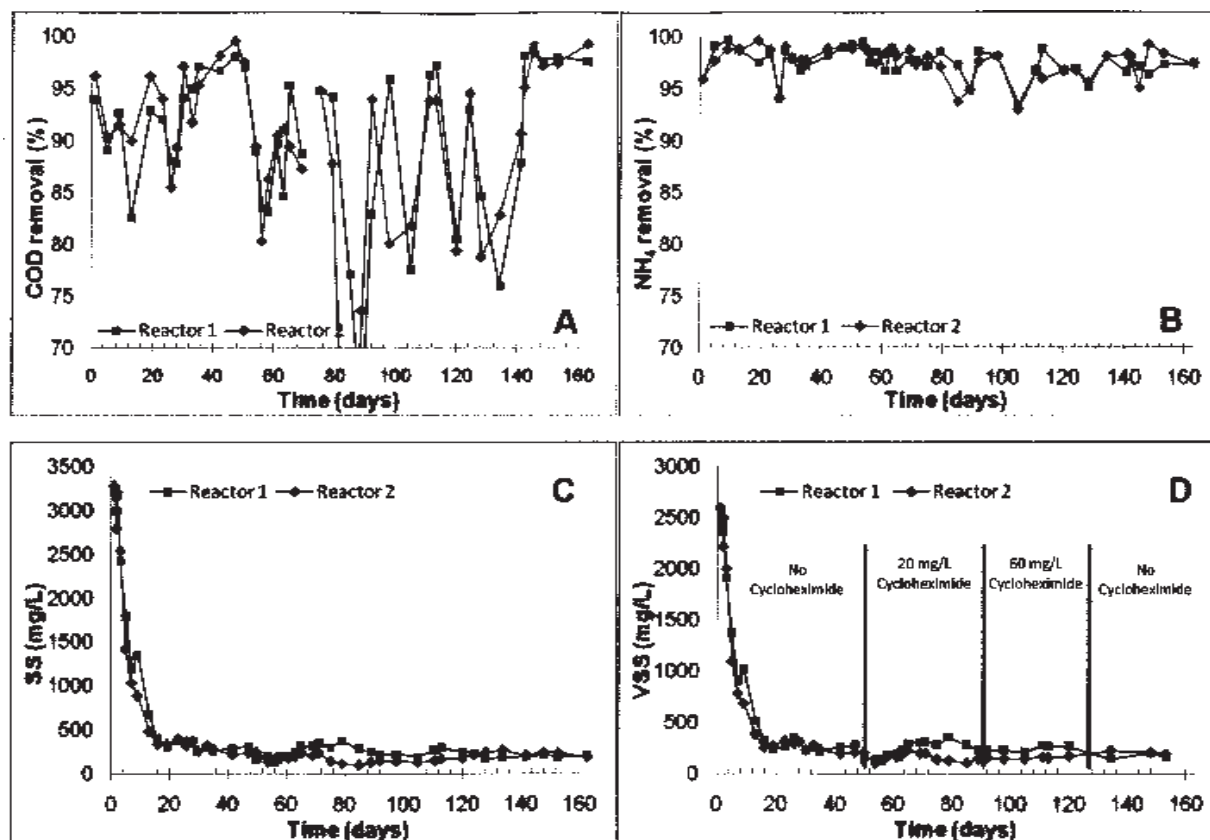 100
95
90
85
80
75
70
COD removal (%)
Reactor 1 Reactor 2
A
0 20 40 60 80 100 120 140 160
Time (days)
100
95
90
85
80
75
70
NH4 removal (%)
Reactor 1 Reactor 2
B
0 20 40 60 80 100 120 140 160
Time (days)
3500
3000
2500
2000
1500
1000
500
0
SS (mg/L)
Reactor 1 Reactor 2
C
0 20 40 60 80 100 120 140 160
Time (days)
3000
2500
2000
1500
1000
500
0
VSS (mg/L)
Reactor 1 Reactor 2
D
No
Cycloheximide
20 mg/L
Cycloheximide
60 mg/L
Cycloheximide
No
Cycloheximide
0 20 40 60 80 100 120 140 160
Time (days)